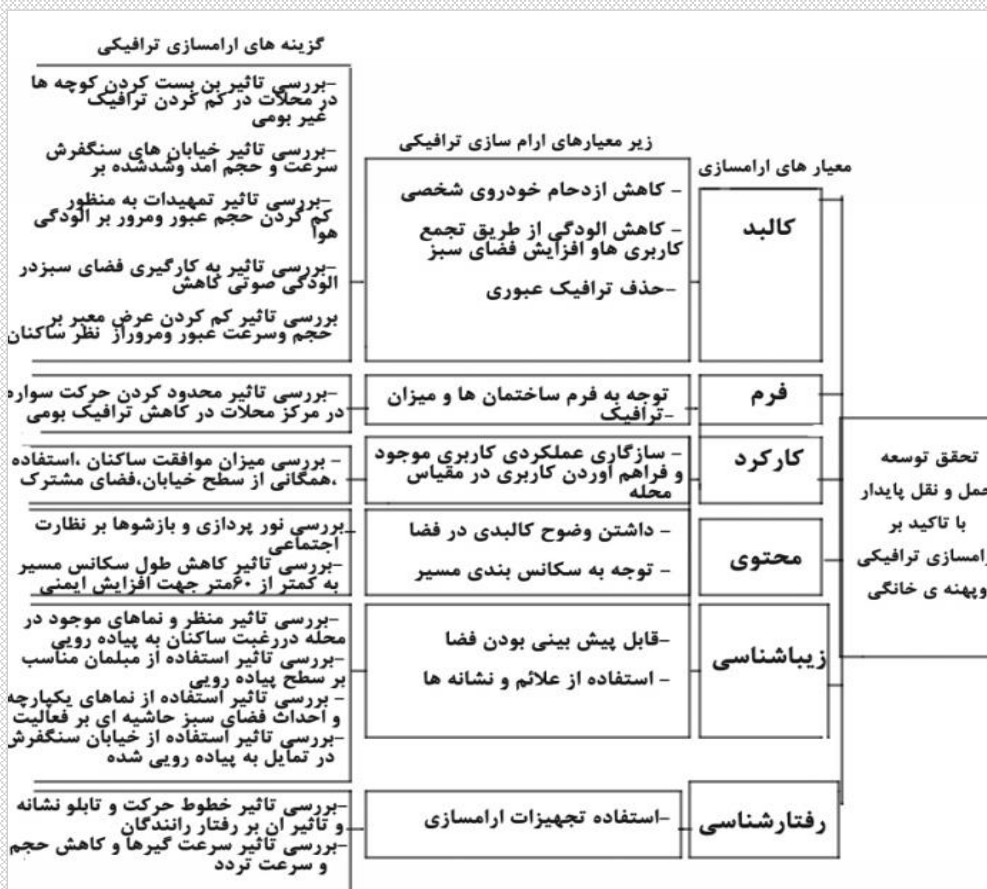 گزینه های ارامسازی ترافیکی
-بررسی تاثیر بن بست کردن کوچه ها
در محلات در کم کردن ترافیک
غیر بومی
-بررسی تاثیر خیابان های سنگفرش
سرعت و حجم امد وشدشده بر
-بررسی تاثیر تمهیدات به منظور
کم کردن حجم عبور ومرور بر الودگی
هوا
-بررسی تاثیر به کارگیری فضای سبزدر
الودگی صوتی کاهش
بررسی تاثیر کم کردن عرض معبر بر
حجم وسرعت عبور ومروراز نظر ساکنان
-بررسی تاثیر محدود کردن حرکت سواره
در مرکز محلات در کاهش ترافیک بومی
- بررسی میزان موافقت ساکنان ،استفاده
،همگانی از سطح خیابان،فضای مشترک
بررسی نور پردازی و بازشوها بر نظارت
اجتماعی
-بررسی تاثیر کاهش طول سکانس مسیر
به کمتر از ۶۰متر جهت افزایش ایمنی
-بررسی تاثیر منظر و نماهای موجود در
محله دررغبت ساکنان به پیاده رویی
-بررسی تاثیر استفاده از مبلمان مناسب
بر سطح پیاده رویی
- بررسی تاثیر استفاده از نماهای یکپارچه
و احداث فضای سبز حاشیه ای بر فعالیت
-بررسی تاثیر استفاده از خیابان سنگفرش
در تمایل به پیاده رویی شده
-بررسی تاثیر خطوط حرکت و تابلو نشانه
و تاثیر ان بر رفتار رانندگان
-بررسی تاثیر سرعت گیرها و کاهش حجم
و سرعت تردد
زیر معیارهای ارام سازی ترافیکی
- کاهش ازدحام خودروی شخصی
- کاهش الودگی از طریق تجمع
کاربری هاو افزایش فضای سبز
-حذف ترافیک عبوری
توجه به فرم ساختمان ها و میزان
-ترافیک
- سازگاری عملکردی کاربری موجود
و فراهم اوردن کاربری در مقیاس
محله
- داشتن وضوح کالبدی در فضا
- توجه به سکانس بندی مسیر
-قابل پیش بینی بودن فضا
- استفاده از علائم و نشانه ها
-استفاده تجهیزات ارامسازی
معیار های ارامسازی
کالبد
فرم
کارکرد
محتوی
زیباشناسی
رفتارشناسی
تحقق توسعه
حمل و نقل پایدار
با تاکید بر
رامسازی ترافیکی
وپهنه ی خانگی